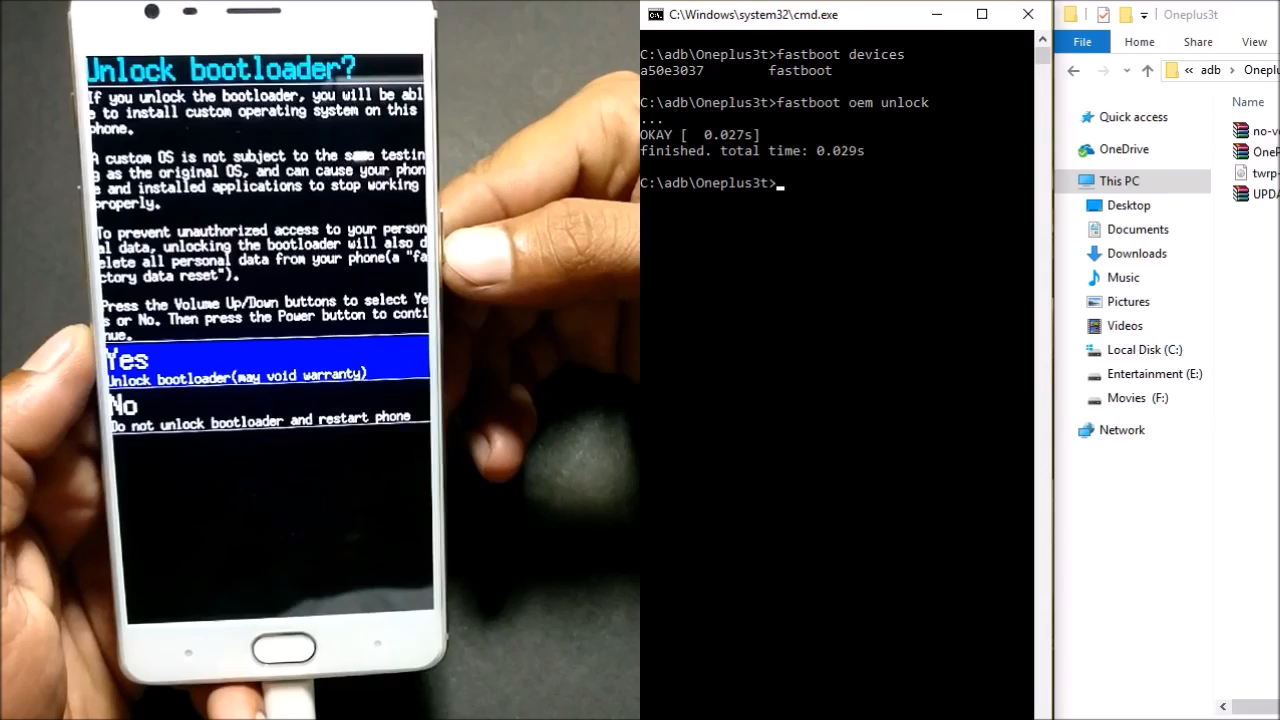 Unlock bootloader?
If you unlock the bootloader, you will be abl
e to install custom operating system on this
phone.
A custom OS is not subject to the same testin
g as the original OS, and can cause your phon
e and installed applications to stop working
properly.
To prevent unauthorized access to your person
al data, unlocking the bootloader will also d
elete all personal data from your phone(a "fa
ctory data reset").
Press the Volume Up/Down buttons to select Ye
s or No. Then press the Power button to conti
nue.
Yes
Unlock bootloader(may void warranty)
No
Do not unlock bootloader and restart phone
C:\Windows\system32\cmd.exe
C:\adb\Oneplus3t>fastboot devices
a50e3037 fastboot
C:\adb\Oneplus3t>fastboot oem unlock
...
OKAY [ 0.027s]
finished. total time: 0.029s
C:\adb\Oneplus3t>
Oneplus3t
File Home Share View
« adb › Oneplu
Name
Quick access
OneDrive
This PC
Desktop
Documents
Downloads
Music
Pictures
Videos
Local Disk (C:)
Entertainment (E:)
Movies (F:)
Network
no-v
OneP
twrp-
UPDA